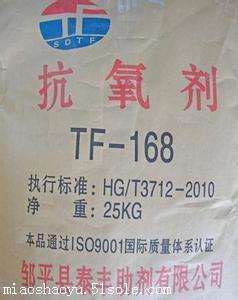 SDTF
抗氧剂
TF-168
执行标准：HG/T3712-2010
净　重：25KG
本品通过ISO9001国际质量体系认证
邹平县泰丰助剂有限公司
http://miaoshaoyu.51sole.com